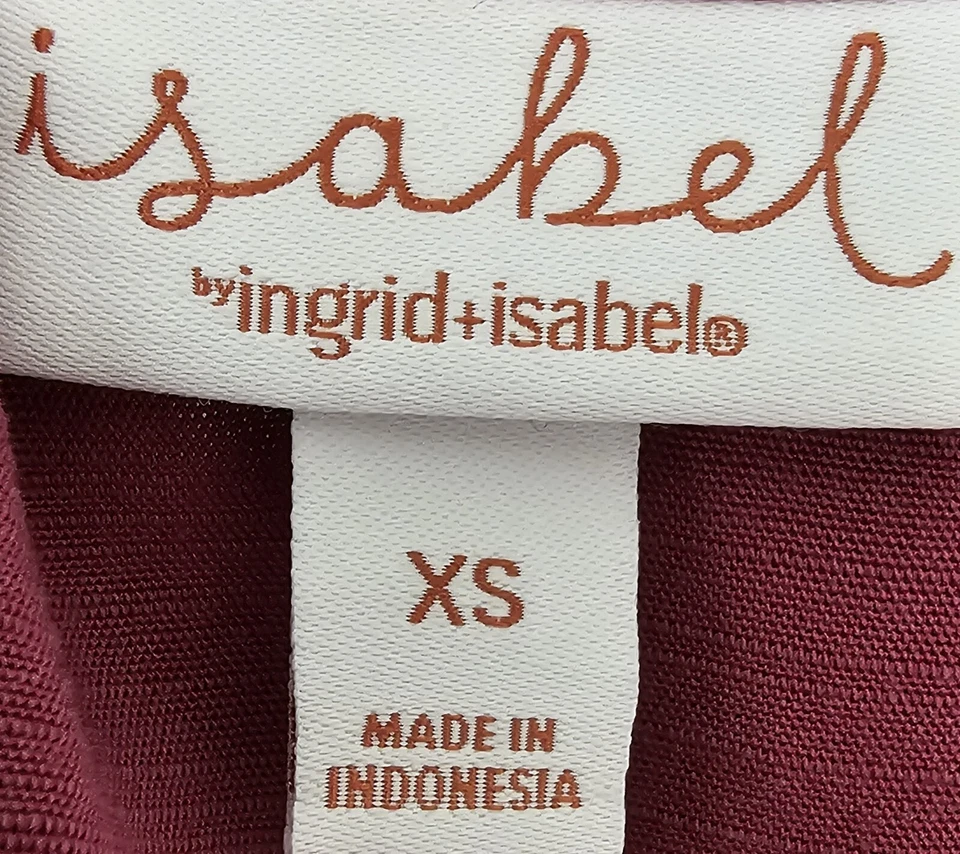 isabel
by ingrid+isabel®
XS
MADE IN
INDONESIA